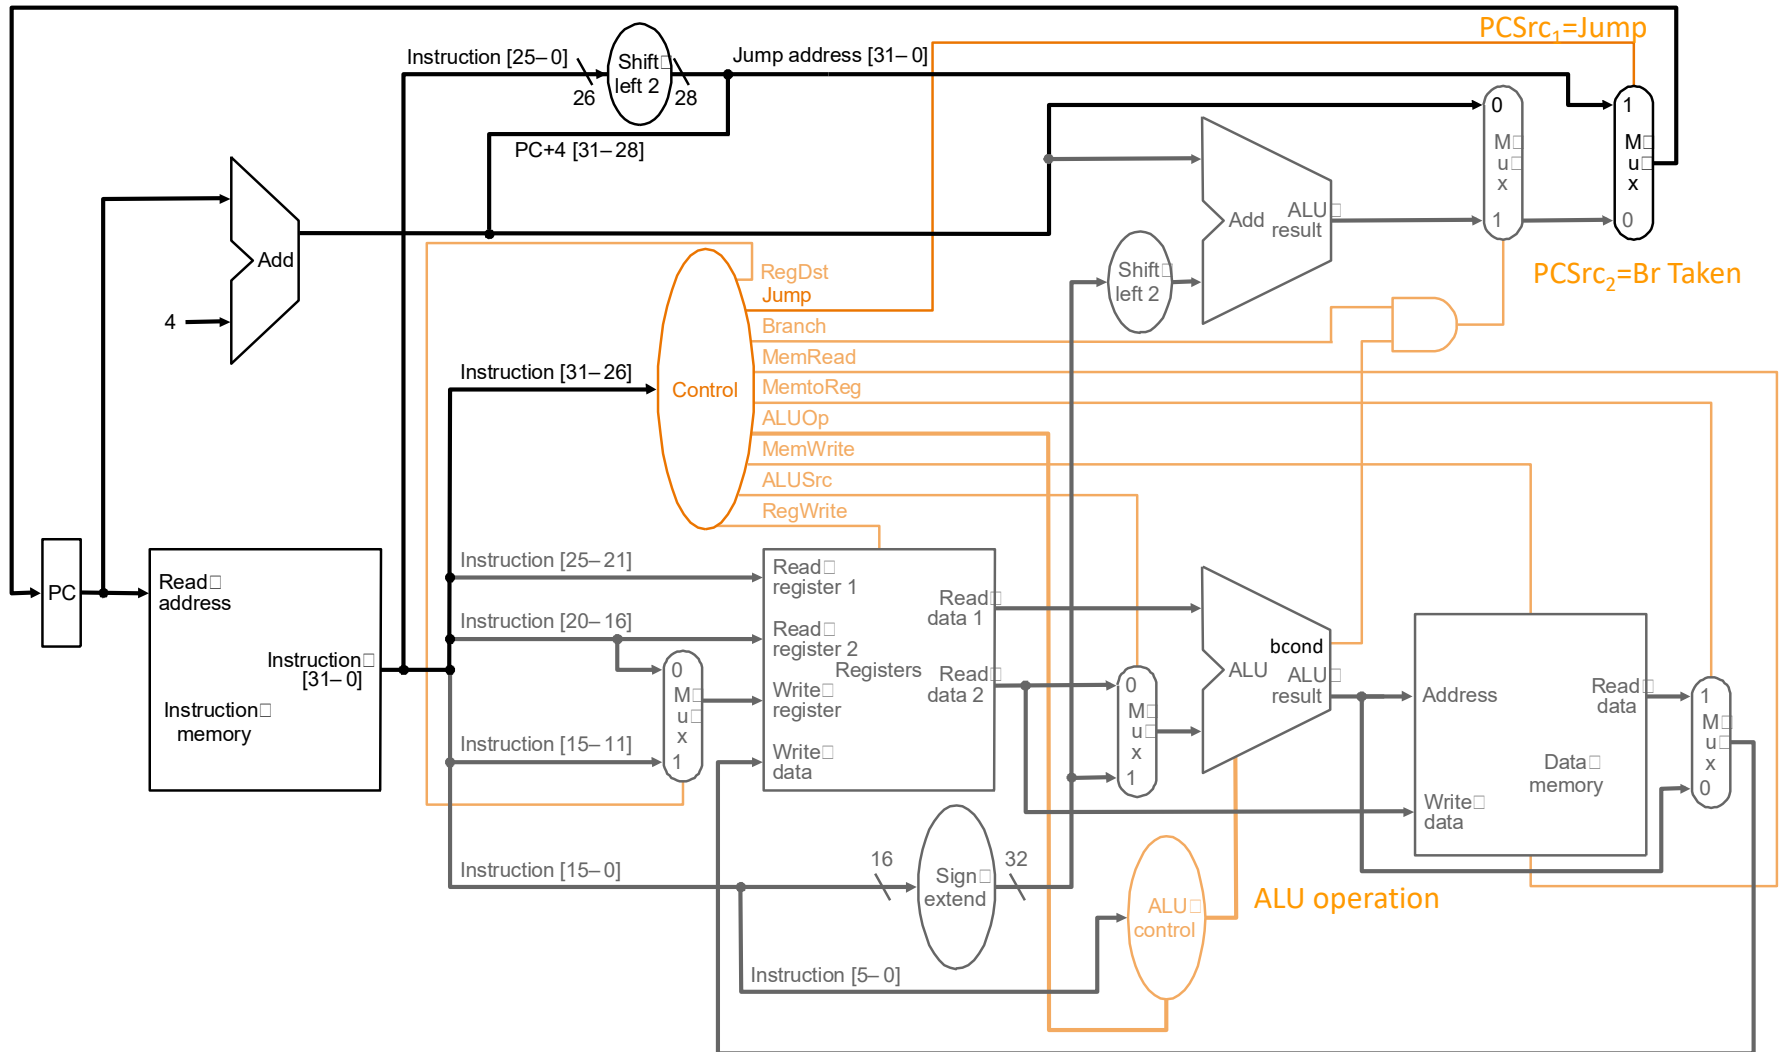 PCSrc1=Jump
Instruction [25–0]
Shift
left 2
Jump address [31–0]
26
28
PC+4 [31–28]
0
M
u
x
1
1
M
u
x
0
Add
ALU
result
Add
4
Shift
left 2
PCSrc2=Br Taken
RegDst
Jump
Branch
MemRead
MemtoReg
ALUOp
MemWrite
ALUSrc
RegWrite
Instruction [31–26]
Control
PC
Read
address
Instruction
[31–0]
Instruction
memory
Instruction [25–21]
Instruction [20–16]
Instruction [15–11]
Instruction [15–0]
0
M
u
x
1
Read
register 1
Read
register 2
Registers
Write
register
Write
data
Read
data 1
Read
data 2
0
M
u
x
1
bcond
ALU
ALU
result
Address
Read
data
Data
memory
Write
data
1
M
u
x
0
16
Sign
extend
32
ALU
control
ALU operation
Instruction [5–0]